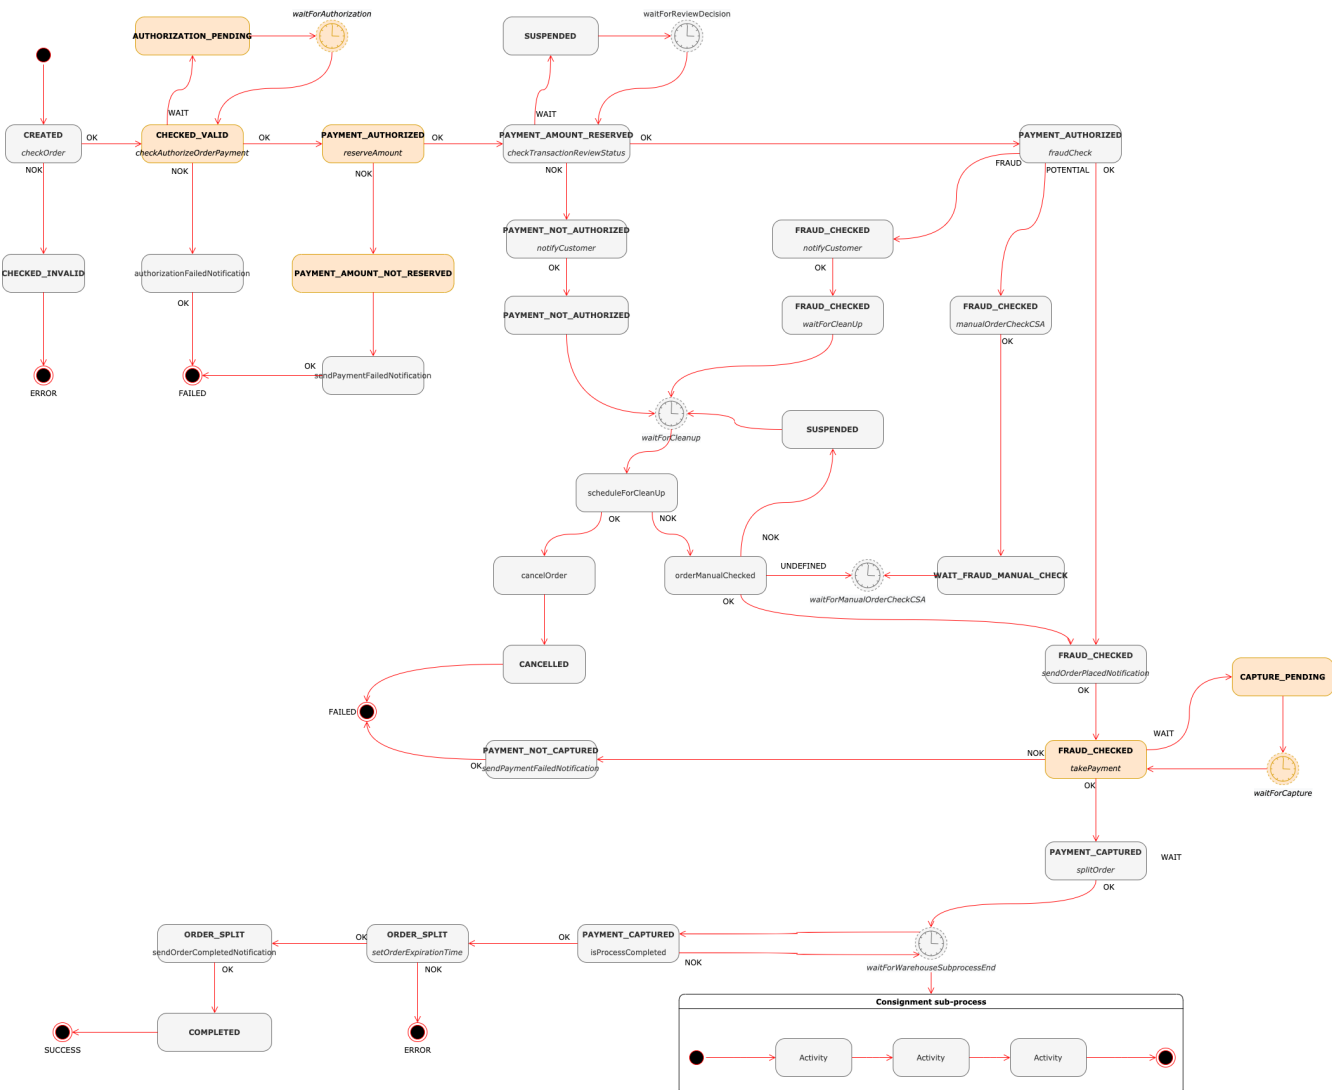 waitForAuthorization
waitForReviewDecision
AUTHORIZATION_PENDING
SUSPENDED
WAIT
WAIT
CREATED
checkOrder
OK
CHECKED_VALID
checkAuthorizeOrderPayment
OK
PAYMENT_AUTHORIZED
reserveAmount
OK
PAYMENT_AMOUNT_RESERVED
checkTransactionReviewStatus
OK
PAYMENT_AUTHORIZED
fraudCheck
NOK
NOK
NOK
NOK
FRAUD
POTENTIAL
OK
PAYMENT_NOT_AUTHORIZED
notifyCustomer
OK
FRAUD_CHECKED
notifyCustomer
OK
CHECKED_INVALID
authorizationFailedNotification
OK
PAYMENT_AMOUNT_NOT_RESERVED
PAYMENT_NOT_AUTHORIZED
FRAUD_CHECKED
waitForCleanUp
FRAUD_CHECKED
manualOrderCheckCSA
OK
ERROR
FAILED
OK
sendPaymentFailedNotification
waitForCleanup
SUSPENDED
scheduleForCleanUp
OK
NOK
NOK
cancelOrder
orderManualChecked
UNDEFINED
OK
waitForManualOrderCheckCSA
WAIT_FRAUD_MANUAL_CHECK
CANCELLED
FRAUD_CHECKED
sendOrderPlacedNotification
OK
CAPTURE_PENDING
FAILED
WAIT
PAYMENT_NOT_CAPTURED
sendPaymentFailedNotification
OK
NOK
FRAUD_CHECKED
takePayment
OK
waitForCapture
PAYMENT_CAPTURED
splitOrder
OK
WAIT
ORDER_SPLIT
sendOrderCompletedNotification
OK
OK
ORDER_SPLIT
setOrderExpirationTime
NOK
OK
PAYMENT_CAPTURED
isProcessCompleted
NOK
waitForWarehouseSubprocessEnd
COMPLETED
SUCCESS
ERROR
Consignment sub-process
Activity
Activity
Activity